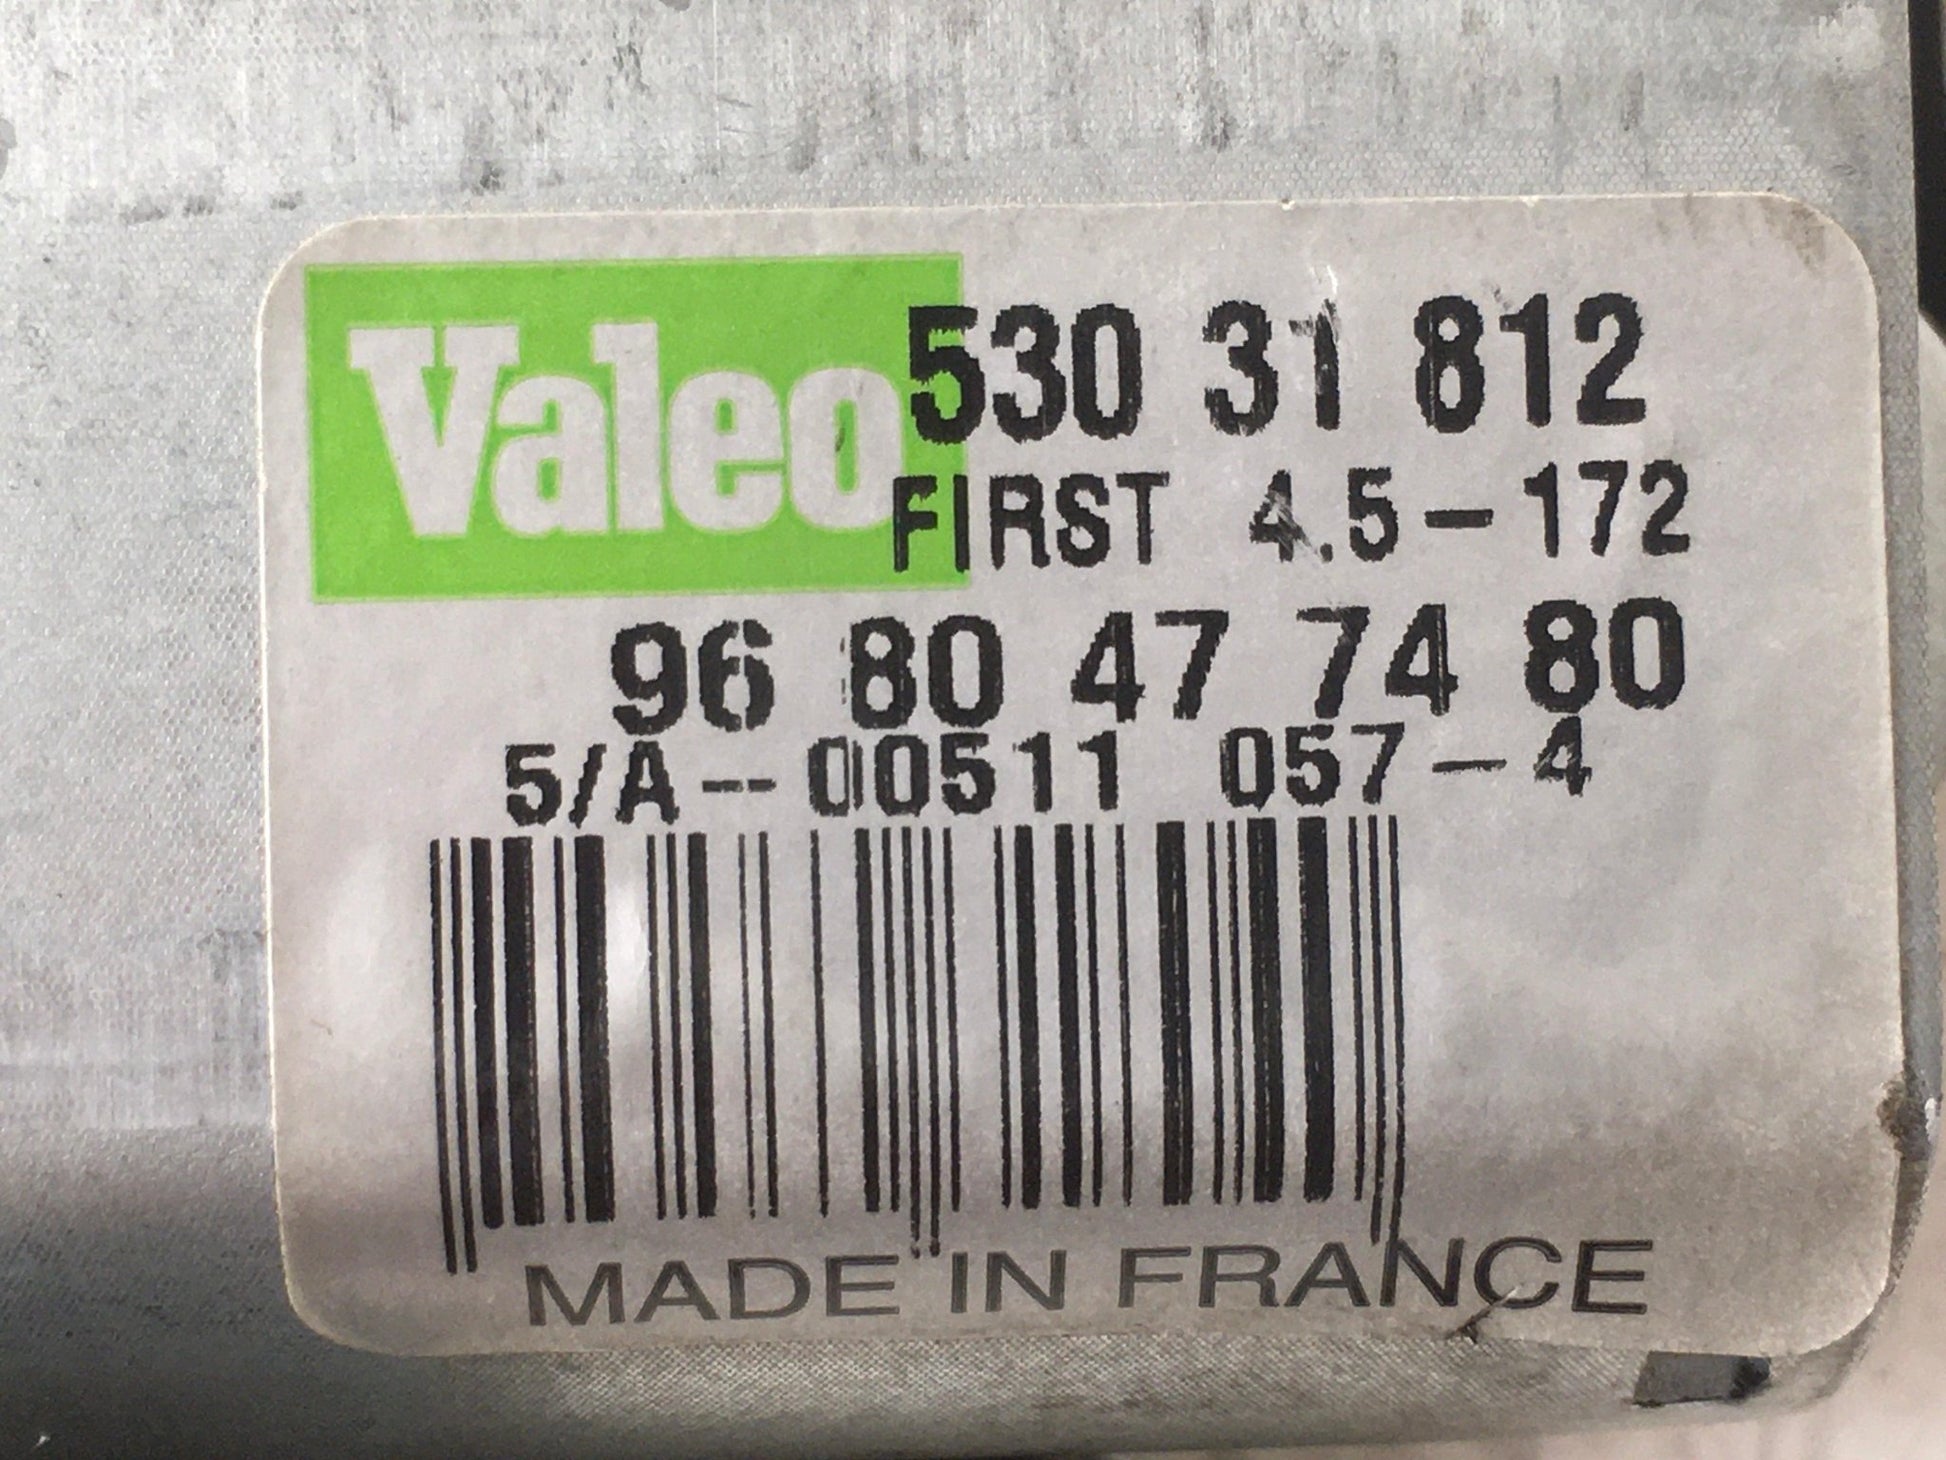 Valeo 530 31 812
FIRST 4.5-172
96 80 47 74 80
5/A--00511 057-4
MADE IN FRANCE